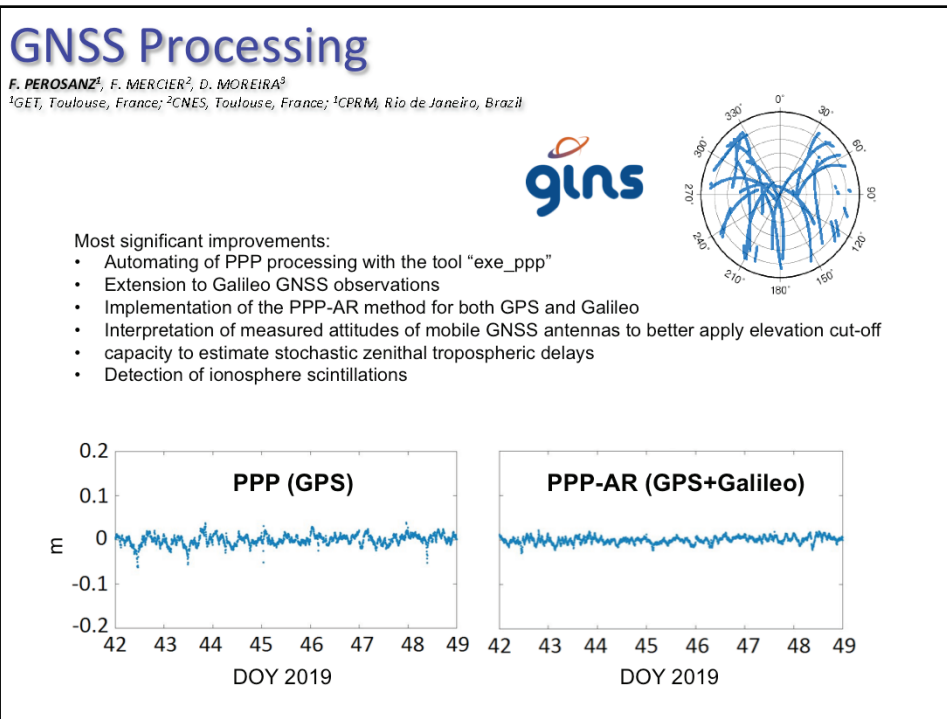 GNSS Processing
F. PEROSANZ¹, F. MERCIER², D. MOREIRA³
¹GET, Toulouse, France; ²CNES, Toulouse, France; ¹CPRM, Rio de Janeiro, Brazil
gins
0°
30°
60°
90°
120°
150°
180°
210°
240°
270°
300°
330°
Most significant improvements:
• Automating of PPP processing with the tool “exe_ppp”
• Extension to Galileo GNSS observations
• Implementation of the PPP-AR method for both GPS and Galileo
• Interpretation of measured attitudes of mobile GNSS antennas to better apply elevation cut-off
• capacity to estimate stochastic zenithal tropospheric delays
• Detection of ionosphere scintillations
PPP (GPS)
0.2
0.1
0
-0.1
-0.2
m
42 43 44 45 46 47 48 49
DOY 2019
PPP-AR (GPS+Galileo)
42 43 44 45 46 47 48 49
DOY 2019